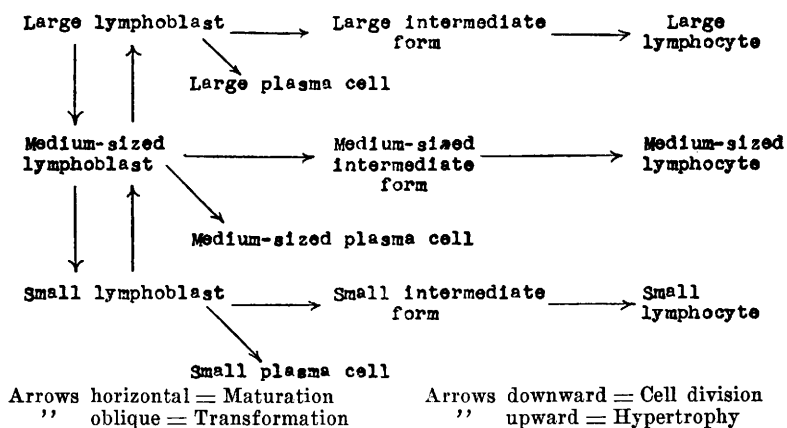 Large lymphoblast
Large intermediate
form
Large
lymphocyte
Large plasma cell
Medium-sized
lymphoblast
Medium-sized
intermediate
form
Medium-sized
lymphocyte
Medium-sized plasma cell
Small lymphoblast
Small intermediate
form
Small
lymphocyte
Small plasma cell
Arrows horizontal = Maturation
,, oblique = Transformation
Arrows downward = Cell division
,, upward = Hypertrophy